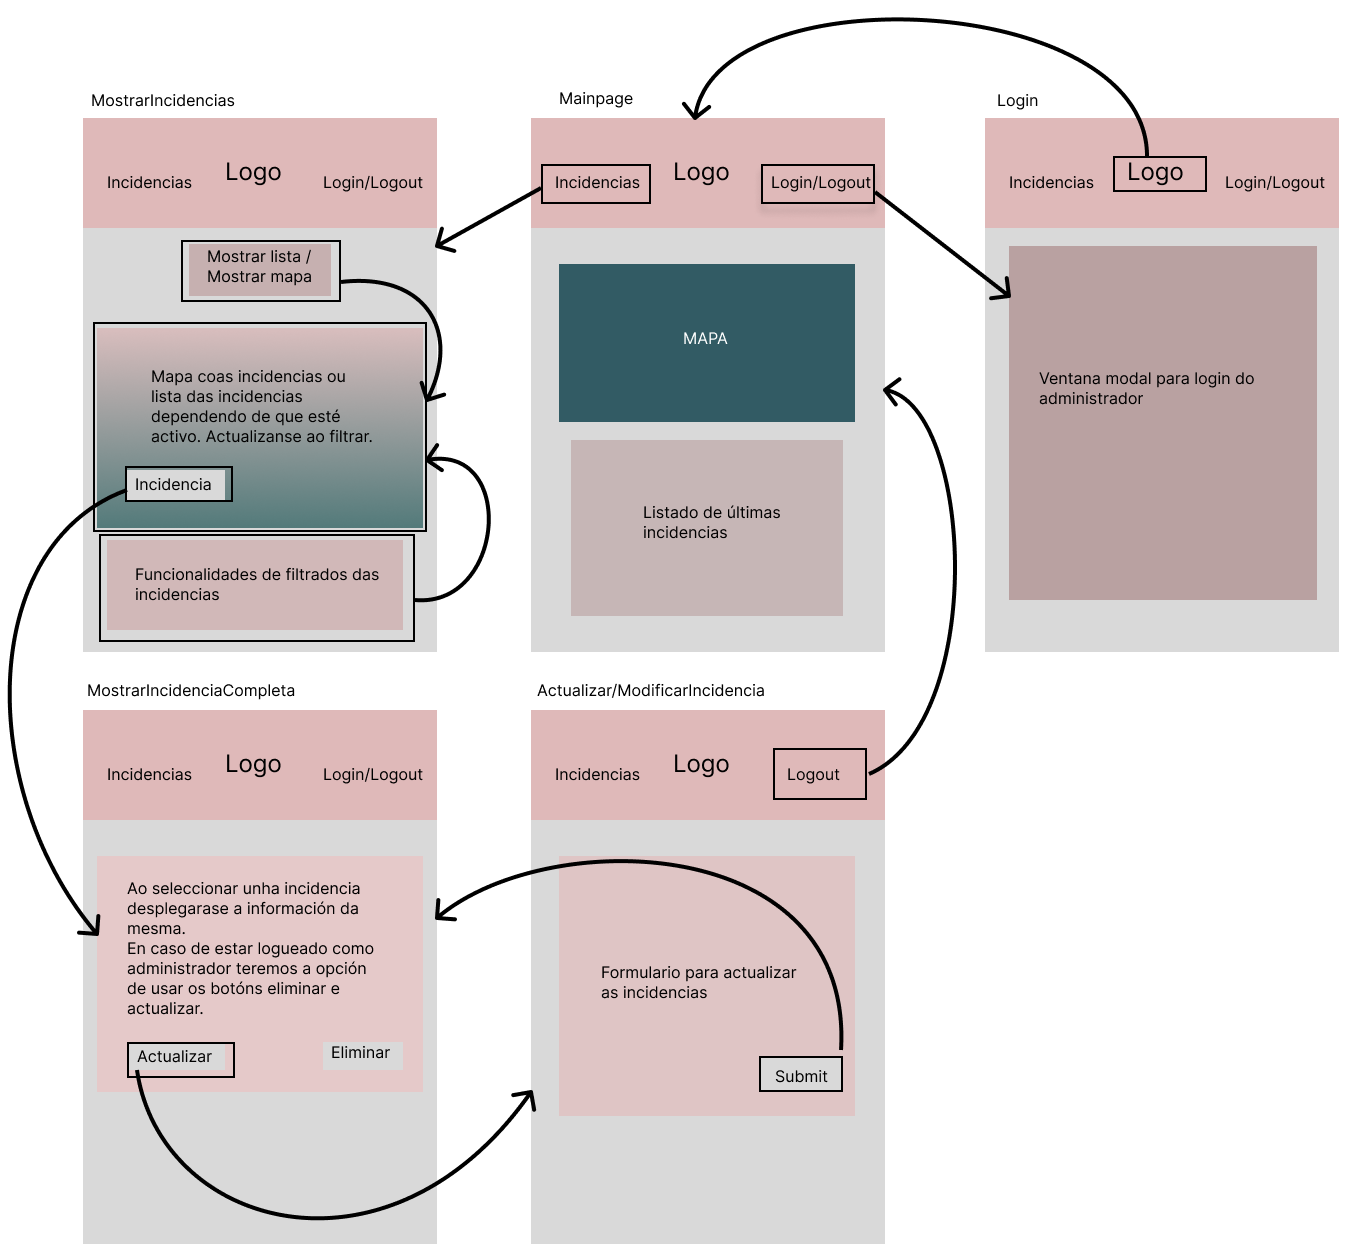 MostrarIncidencias
Incidencias
Logo
Login/Logout
Mostrar lista /
Mostrar mapa
Mapa coas incidencias ou
lista das incidencias
dependendo de que esté
activo. Actualizanse ao filtrar.
Incidencia
Funcionalidades de filtrados das
incidencias
Mainpage
Incidencias
Logo
Login/Logout
MAPA
Listado de últimas
incidencias
Login
Incidencias
Logo
Login/Logout
Ventana modal para login do
administrador
MostrarIncidenciaCompleta
Incidencias
Logo
Login/Logout
Ao seleccionar unha incidencia
desplegarase a información da
mesma.
En caso de estar logueado como
administrador teremos a opción
de usar os botóns eliminar e
actualizar.
Actualizar
Eliminar
Actualizar/ModificarIncidencia
Incidencias
Logo
Logout
Formulario para actualizar
as incidencias
Submit